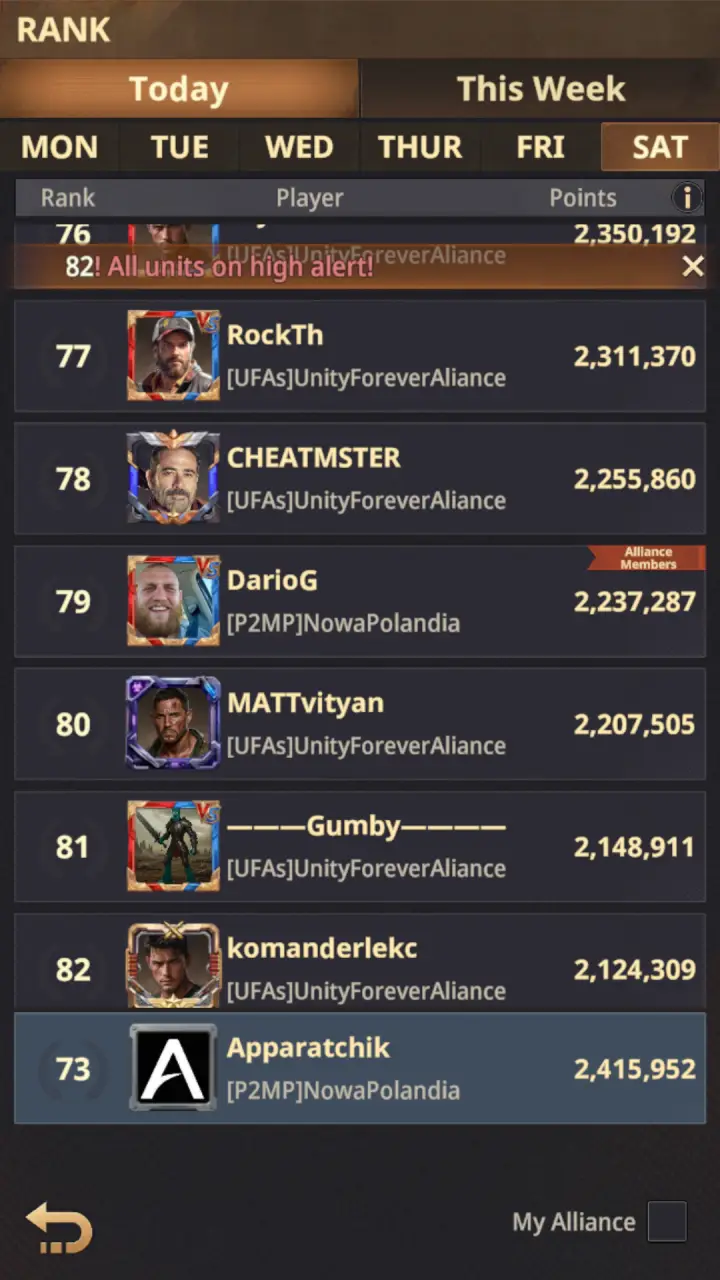 RANK
Today
This Week
MON
TUE
WED
THUR
FRI
SAT
Rank
Player
Points
i
76
2,350,192
[UFAs]UnityForeverAliance
82! All units on high alert!
77
RockTh
[UFAs]UnityForeverAliance
2,311,370
78
CHEATMSTER
[UFAs]UnityForeverAliance
2,255,860
79
DarioG
[P2MP]NowaPolandia
Alliance
Members
2,237,287
80
MATTvityan
[UFAs]UnityForeverAliance
2,207,505
81
———Gumby————
[UFAs]UnityForeverAliance
2,148,911
82
komanderlekc
[UFAs]UnityForeverAliance
2,124,309
73
Apparatchik
[P2MP]NowaPolandia
2,415,952
My Alliance